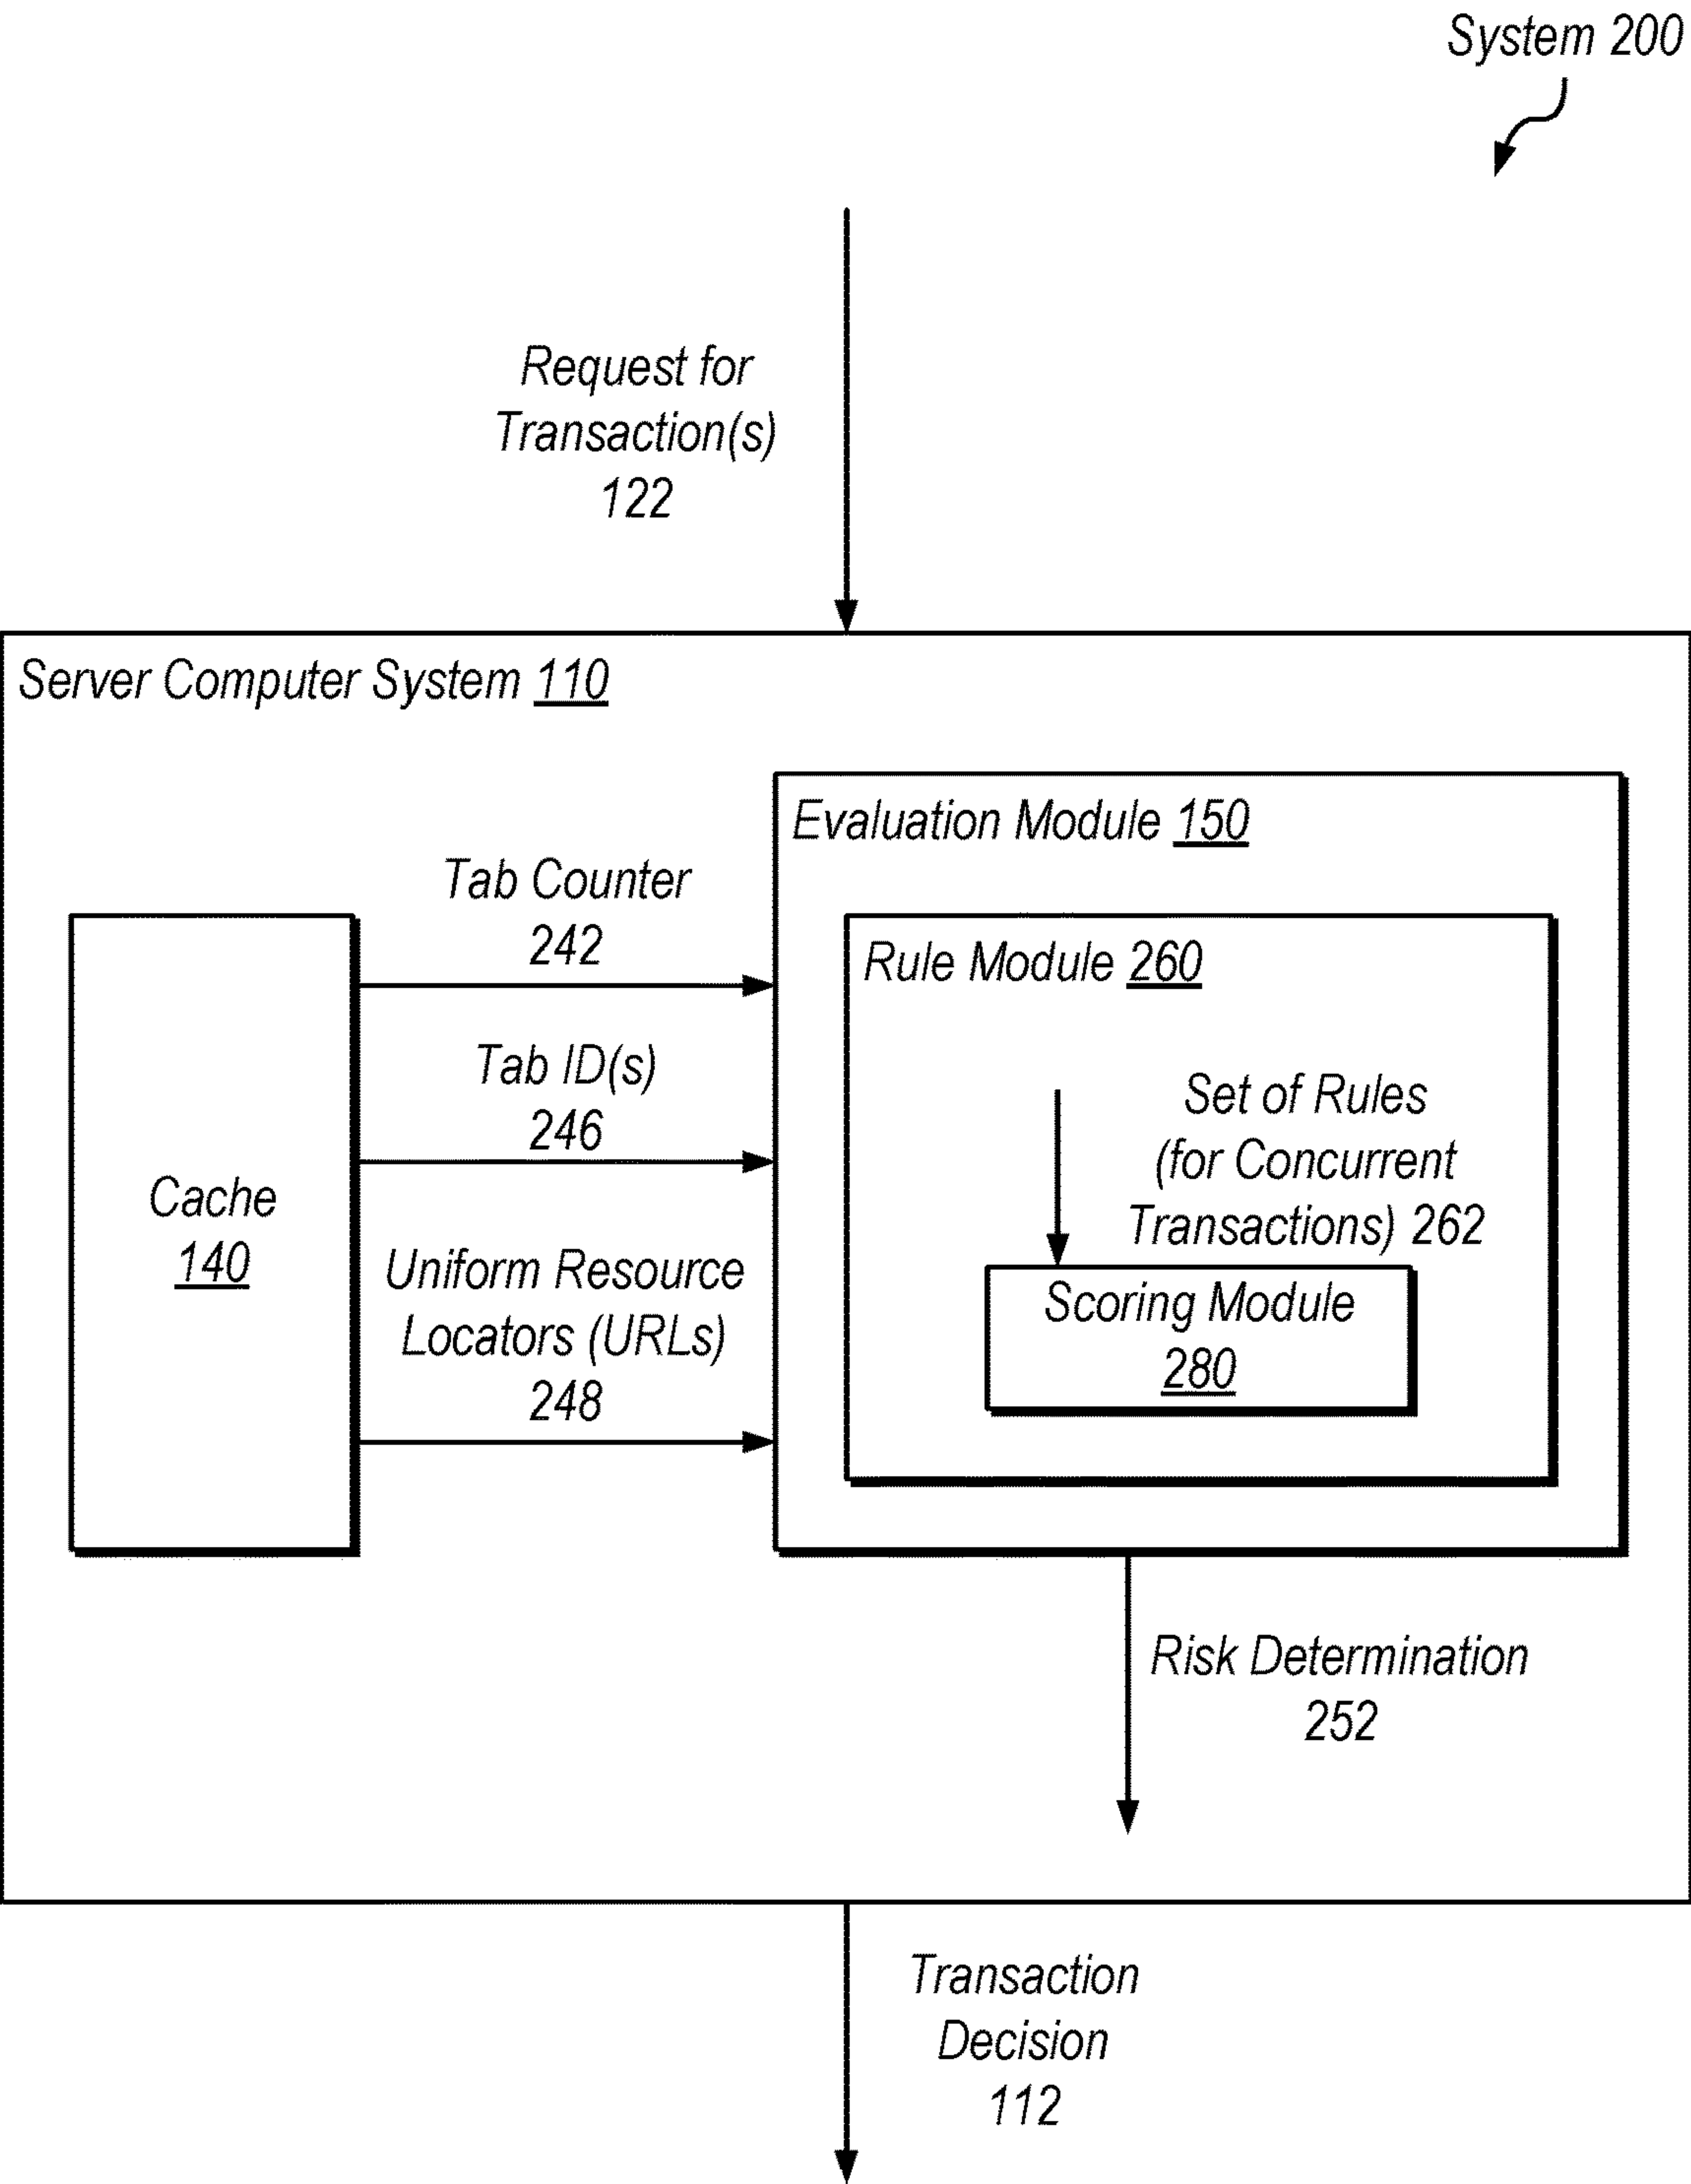 System 200
Request for
Transaction(s)
122
Server Computer System 110
Evaluation Module 150
Tab Counter
242
Rule Module 260
Tab ID(s)
246
Set of Rules
(for Concurrent
Transactions) 262
Cache
140
Uniform Resource
Locators (URLs)
248
Scoring Module
280
Risk Determination
252
Transaction
Decision
112